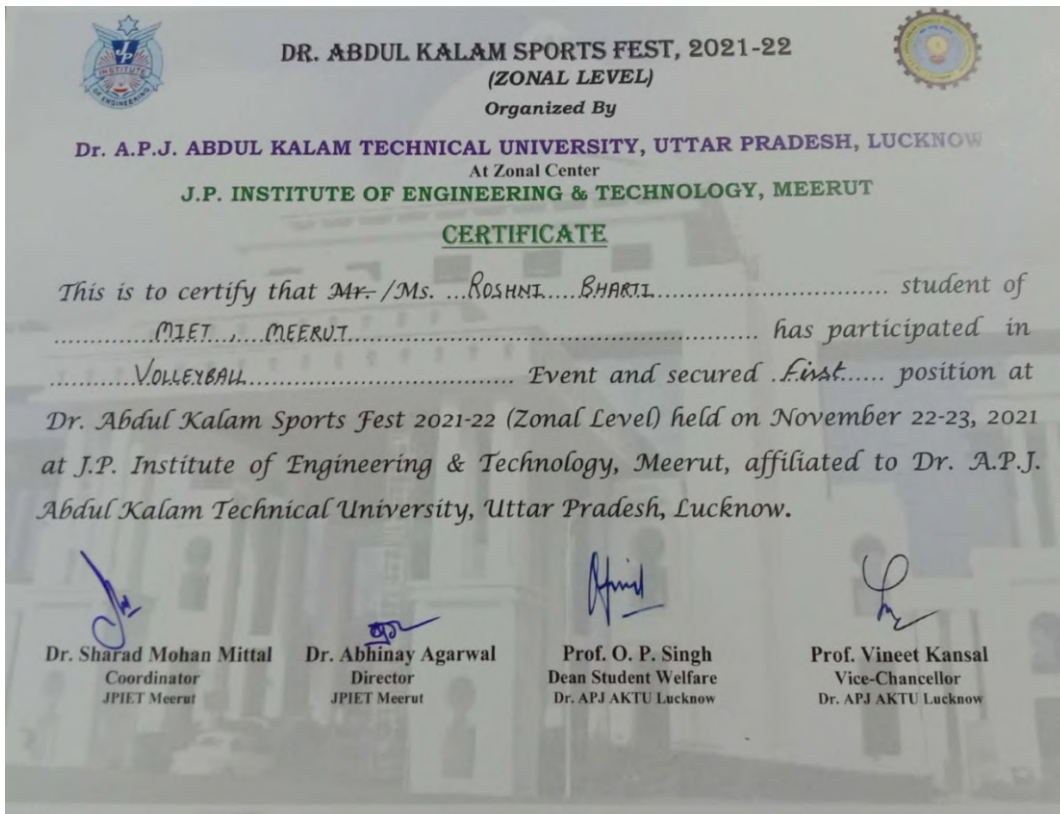 JP
INSTITUTE
OF ENGINEERING
DR. ABDUL KALAM SPORTS FEST, 2021-22
(ZONAL LEVEL)
Organized By
Dr. A.P.J. ABDUL KALAM TECHNICAL UNIVERSITY, UTTAR PRADESH, LUCKNOW
At Zonal Center
J.P. INSTITUTE OF ENGINEERING & TECHNOLOGY, MEERUT
CERTIFICATE
This is to certify that Mr. /Ms. ...ROSHNI....BHARTI................................... student of
...............MIET..,....MEERUT............................................................... has participated in
............VOLLEYBALL....................................... Event and secured .first...... position at
Dr. Abdul Kalam Sports Fest 2021-22 (Zonal Level) held on November 22-23, 2021
at J.P. Institute of Engineering & Technology, Meerut, affiliated to Dr. A.P.J.
Abdul Kalam Technical University, Uttar Pradesh, Lucknow.
Dr. Sharad Mohan Mittal Dr. Abhinay Agarwal Prof. O. P. Singh Prof. Vineet Kansal
Coordinator Director Dean Student Welfare Vice-Chancellor
JPIET Meerut JPIET Meerut Dr. APJ AKTU Lucknow Dr. APJ AKTU Lucknow